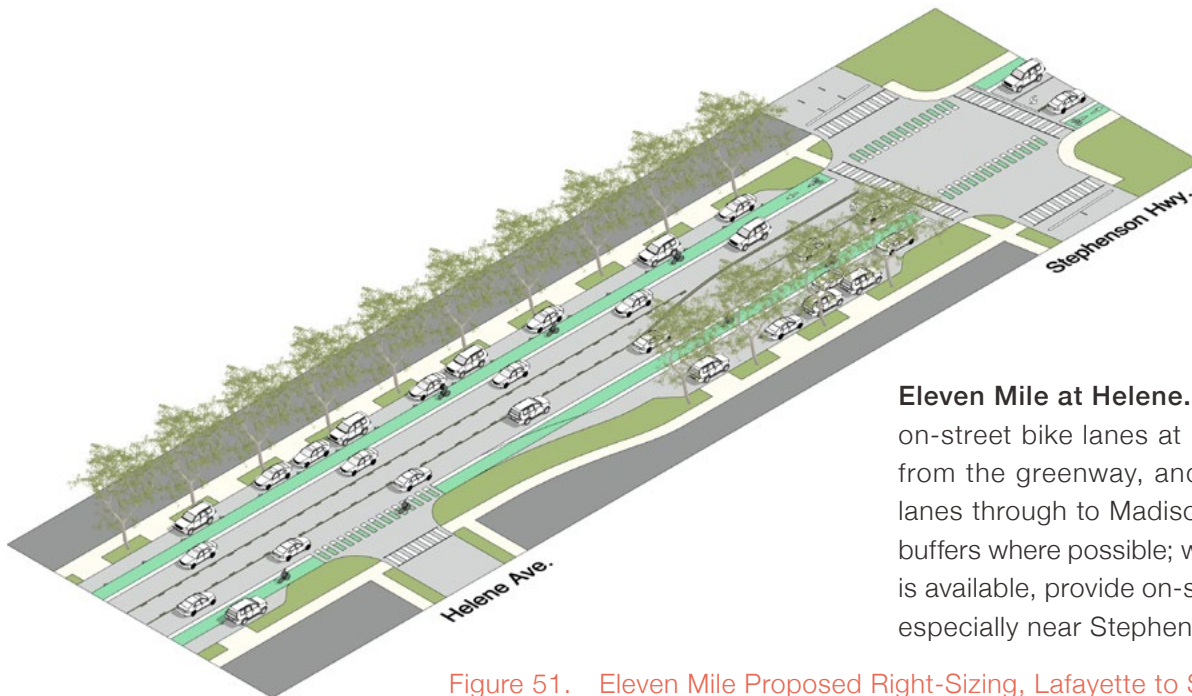 Stephenson Hwy.
Helene Ave.
Eleven Mile at Helene.
on-street bike lanes at
from the greenway, and
lanes through to Madiso
buffers where possible; w
is available, provide on-s
especially near Stephen
Figure 51. Eleven Mile Proposed Right-Sizing, Lafayette to S